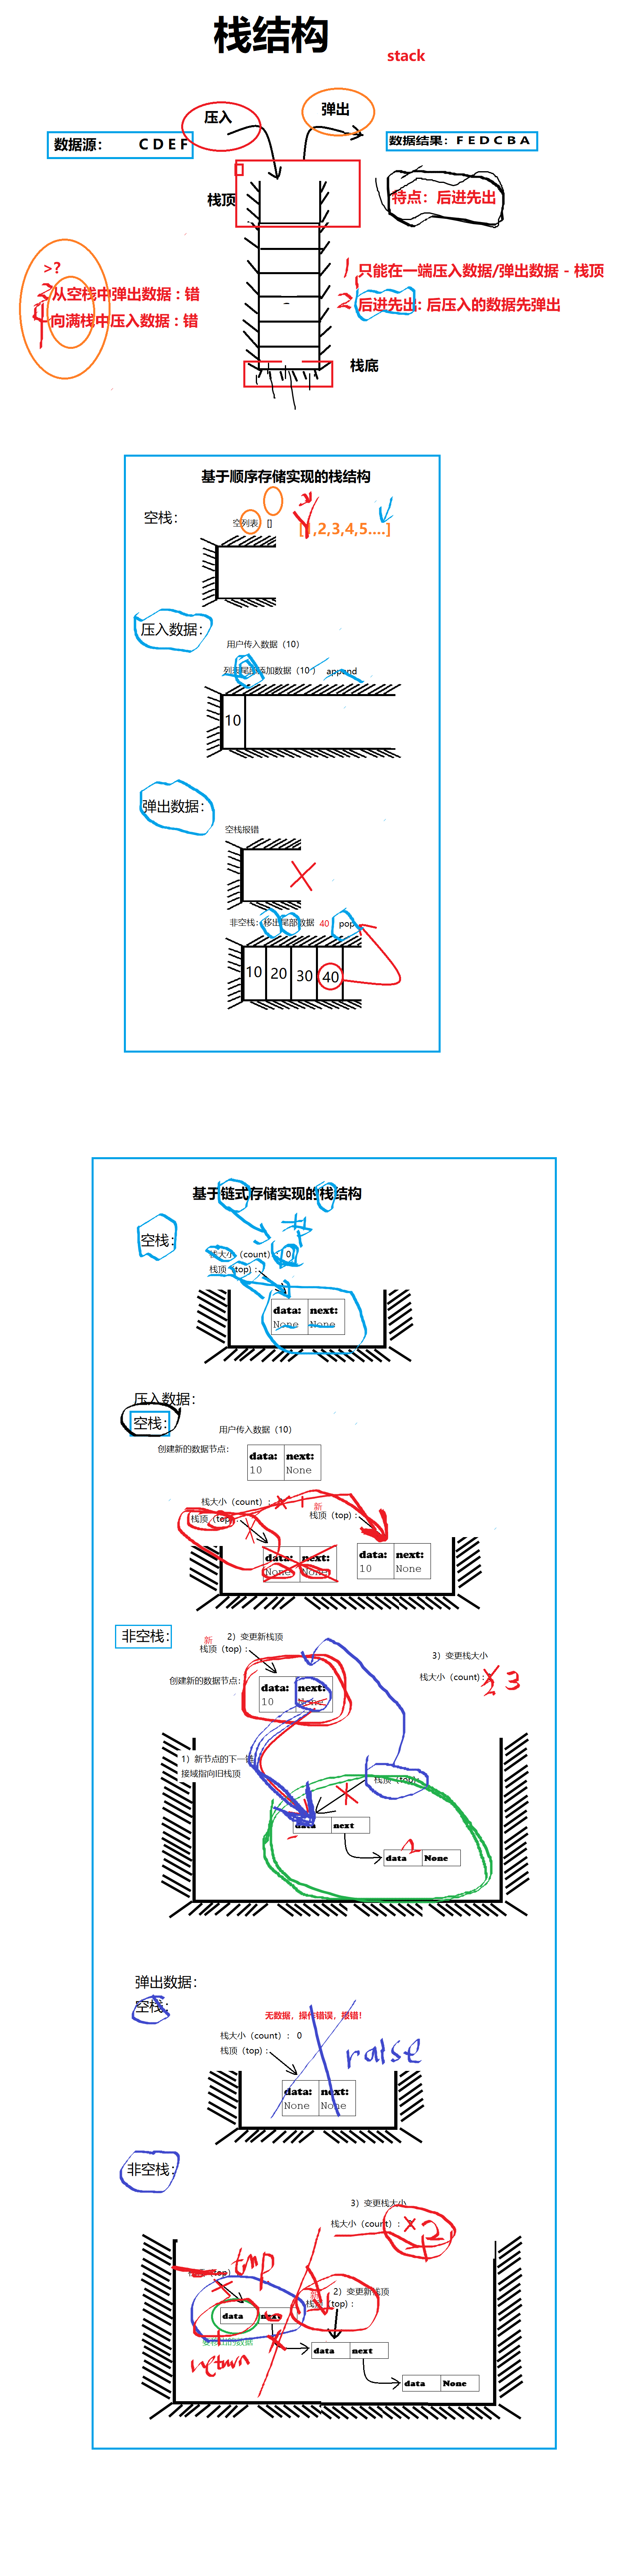 栈结构
stack
压入
弹出
数据源： C D E F
数据结果：F E D C B A
栈顶
特点：后进先出
>?
3 从空栈中弹出数据：错
4 向满栈中压入数据：错
1 只能在一端压入数据/弹出数据 - 栈顶
2 后进先出：后压入的数据先弹出
栈底
基于顺序存储实现的栈结构
空栈：
空列表 []
,2,3,4,5....]
压入数据：
用户传入数据（10）
列表尾部添加数据（10 ） append
10
弹出数据：
空栈报错
非空栈：移出尾部数据 40 pop
10 20 30 40
基于链式存储实现的栈结构
空栈：
栈大小（count）：0
栈顶（top)：
data: next:
None None
压入数据：
空栈：
用户传入数据（10）
创建新的数据节点：
data: next:
10 None
栈大小（count）： 1
新
栈顶（top)： 栈顶（top)：
data: next: data: next:
None None 10 None
非空栈：
新 2）变更新栈顶
栈顶（top)：
3）变更栈大小
栈大小（count)： 2 3
创建新的数据节点：
data: next:
10 None
1）新节点的下一链
接域指向旧栈顶
栈顶（top)
data next
data None
弹出数据：
空栈：
无数据，操作错误，报错！
栈大小（count）：0
栈顶（top)：
raise
data: next:
None None
非空栈：
3）变更栈大小
栈大小（count）： 2
栈顶（top) tmp
新 2）变更新栈顶
栈顶（top)：
data next
return
data next
data None